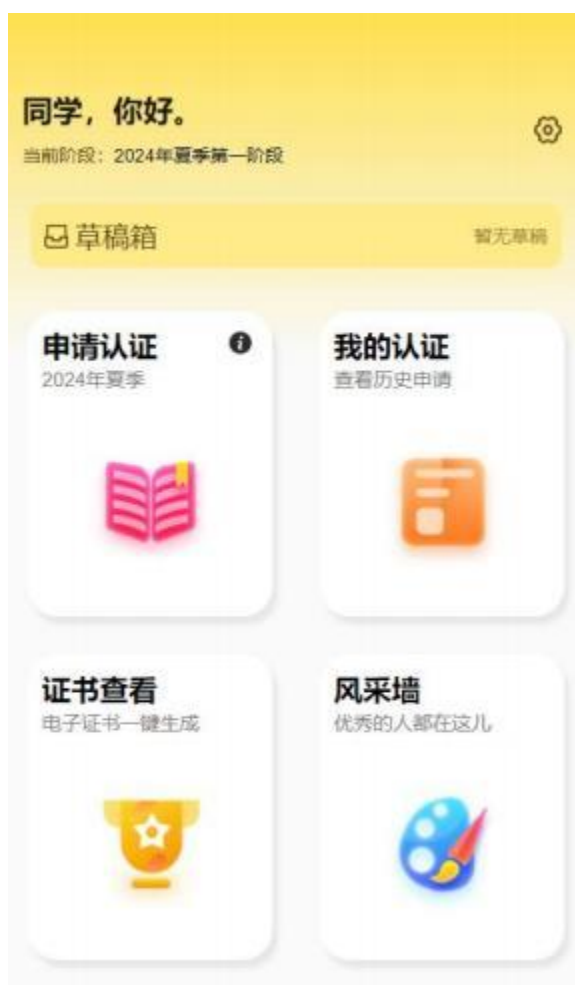 同学，你好。
当前阶段：2024年夏季第一阶段
草稿箱
暂无草稿
申请认证
我的认证
2024年夏季
查看历史申请
证书查看
风采墙
电子证书一键生成
优秀的人都在这儿